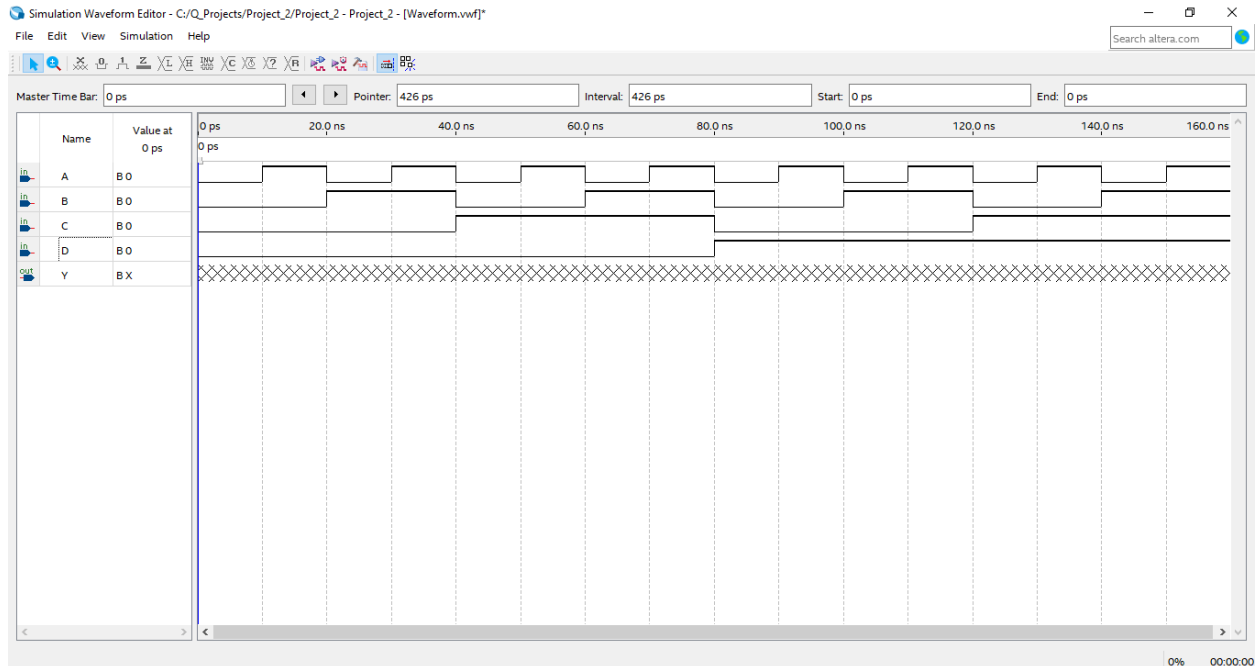 Simulation Waveform Editor - C:/Q_Projects/Project_2/Project_2 - Project_2 - [Waveform.vwf]*
File Edit View Simulation Help
Search altera.com
Master Time Bar: 0 ps Pointer: 426 ps Interval: 426 ps Start: 0 ps End: 0 ps
Name Value at 0 ps
0 ps 20.0 ns 40.0 ns 60.0 ns 80.0 ns 100.0 ns 120.0 ns 140.0 ns 160.0 ns
0 ps
in A B 0
in B B 0
in C B 0
in D B 0
out Y B X
0% 00:00:00